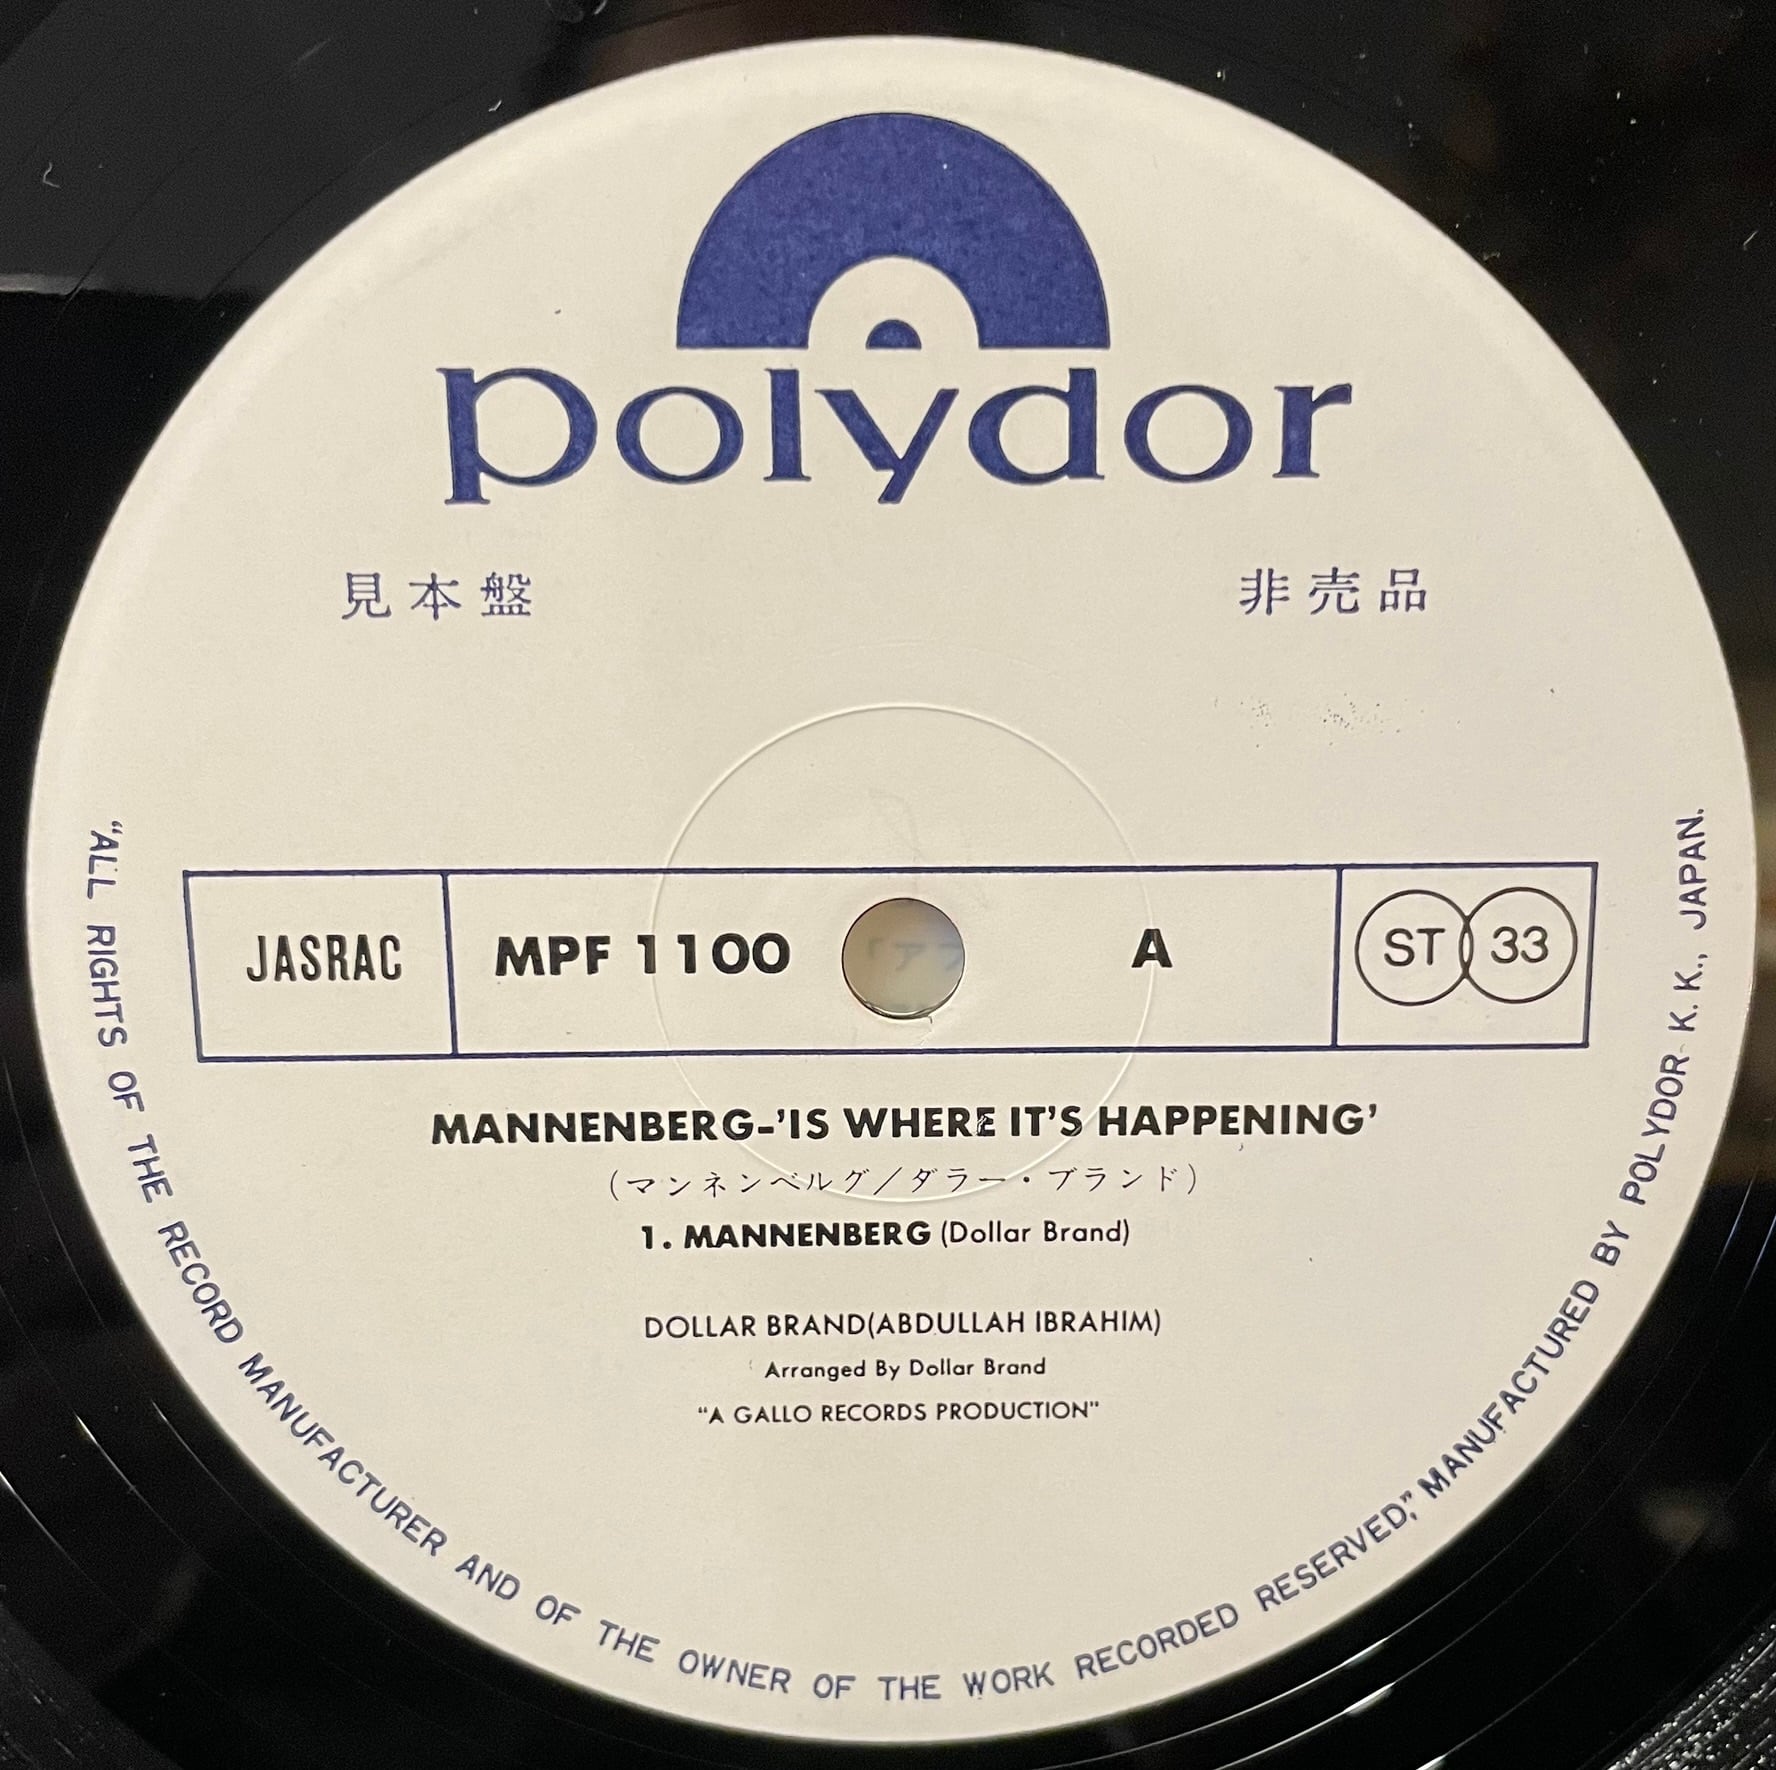 polydor
見本盤 非売品
JASRAC MPF 1100 A ST 33
MANNENBERG-'IS WHERE IT'S HAPPENING'
(マンネンベルグ/ダラー・ブランド)
1. MANNENBERG (Dollar Brand)
DOLLAR BRAND(ABDULLAH IBRAHIM)
Arranged By Dollar Brand
"A GALLO RECORDS PRODUCTION"
"ALL RIGHTS OF THE RECORD MANUFACTURER AND OF THE OWNER OF THE WORK RECORDED RESERVED," MANUFACTURED BY POLYDOR K. K., JAPAN.